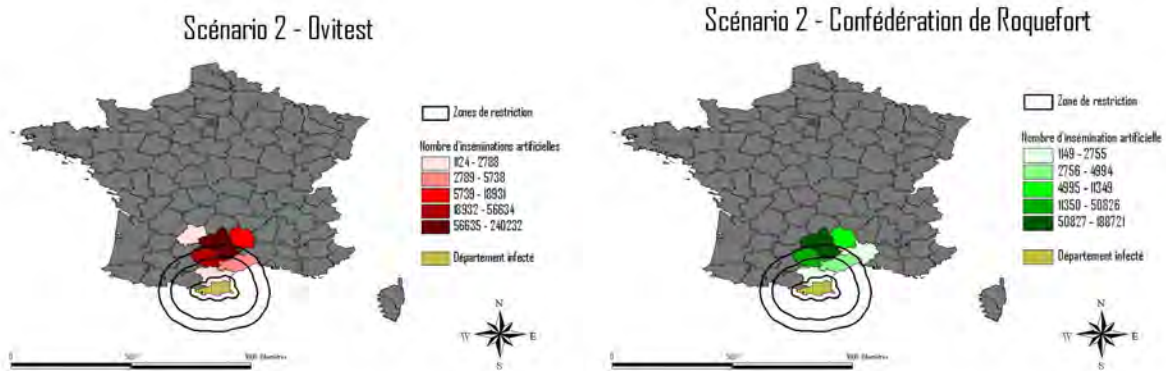 Scénario 2 - Ovitest
Zones de restriction
Nombre d'inséminations artificielles
1124 - 2788
2789 - 5738
5739 - 18931
18932 - 56634
56635 - 240232
Département infecté
N
W E
S
0
Scénario 2 - Confédération de Roquefort
Zone de restriction
Nombre d'insémination artificielle
1149 - 2755
2756 - 4994
4995 - 11349
11350 - 50826
50827 - 188721
Département infecté
N
W E
S
0